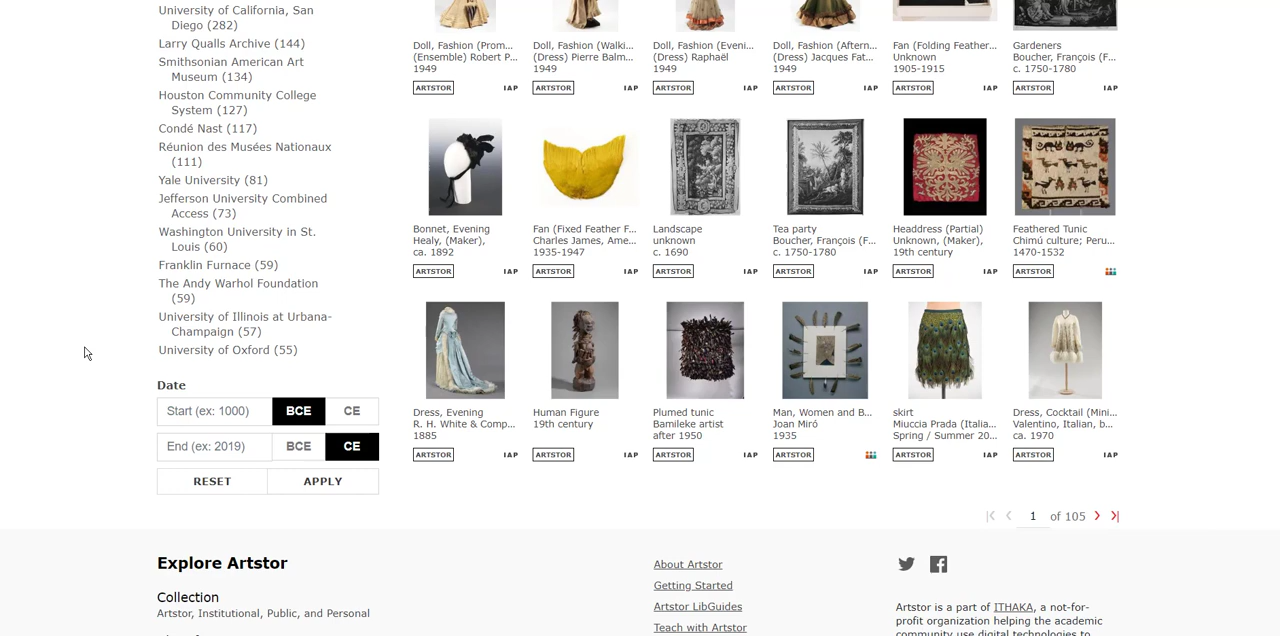 University of California, San
Diego (282)
Larry Qualls Archive (144)
Smithsonian American Art
Museum (134)
Houston Community College
System (127)
Condé Nast (117)
Réunion des Musées Nationaux
(111)
Yale University (81)
Jefferson University Combined
Access (73)
Washington University in St.
Louis (60)
Franklin Furnace (59)
The Andy Warhol Foundation
(59)
University of Illinois at Urbana-
Champaign (57)
University of Oxford (55)
Date
Start (ex: 1000) BCE CE
End (ex: 2019) BCE CE
RESET APPLY
Doll, Fashion (Prom...
(Ensemble) Robert P...
1949
ARTSTOR IAP
Doll, Fashion (Walki...
(Dress) Pierre Balm...
1949
ARTSTOR IAP
Doll, Fashion (Eveni...
(Dress) Raphaël
1949
ARTSTOR IAP
Doll, Fashion (Aftern...
(Dress) Jacques Fat...
1949
ARTSTOR IAP
Fan (Folding Feather...
Unknown
1905-1915
ARTSTOR IAP
Gardeners
Boucher, François (F...
c. 1750-1780
ARTSTOR IAP
Bonnet, Evening
Healy, (Maker),
ca. 1892
ARTSTOR IAP
Fan (Fixed Feather F...
Charles James, Ame...
1935-1947
ARTSTOR IAP
Landscape
unknown
c. 1690
ARTSTOR IAP
Tea party
Boucher, François (F...
c. 1750-1780
ARTSTOR IAP
Headdress (Partial)
Unknown, (Maker),
19th century
ARTSTOR IAP
Feathered Tunic
Chimú culture; Peru...
1470-1532
ARTSTOR
Dress, Evening
R. H. White & Comp...
1885
ARTSTOR IAP
Human Figure
19th century
ARTSTOR IAP
Plumed tunic
Bamileke artist
after 1950
ARTSTOR IAP
Man, Women and B...
Joan Miró
1935
ARTSTOR
skirt
Miuccia Prada (Italia...
Spring / Summer 20...
ARTSTOR IAP
Dress, Cocktail (Mini...
Valentino, Italian, b...
ca. 1970
ARTSTOR IAP
1 of 105
Explore Artstor
Collection
Artstor, Institutional, Public, and Personal
About Artstor
Getting Started
Artstor LibGuides
Teach with Artstor
Artstor is a part of ITHAKA, a not-for-
profit organization helping the academic
community use digital technologies to